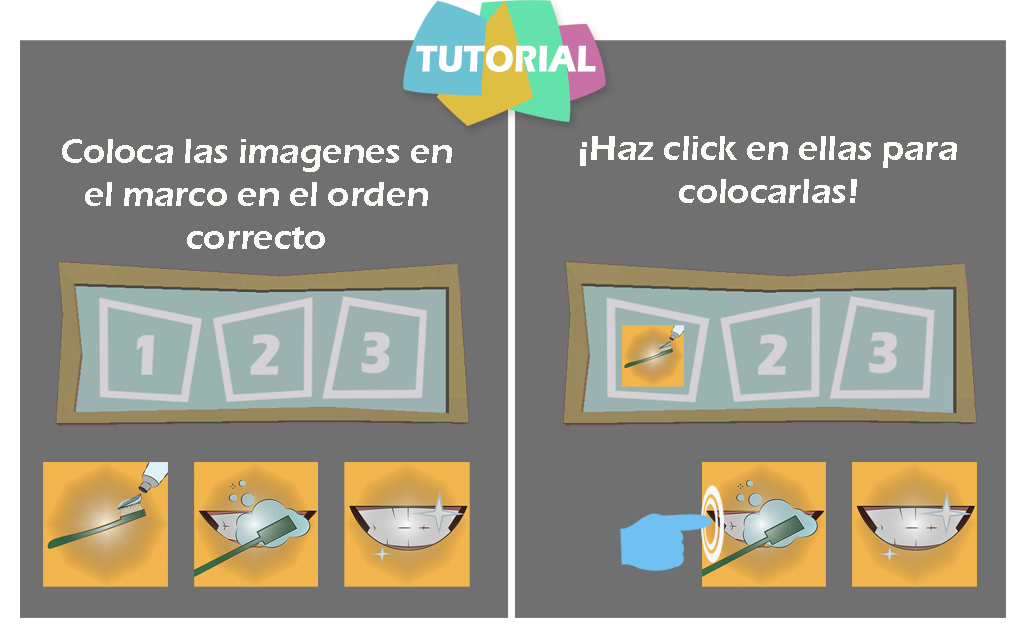 TUTORIAL
Coloca las imagenes en
el marco en el orden
correcto
1 2 3
¡Haz click en ellas para
colocarlas!
2 3